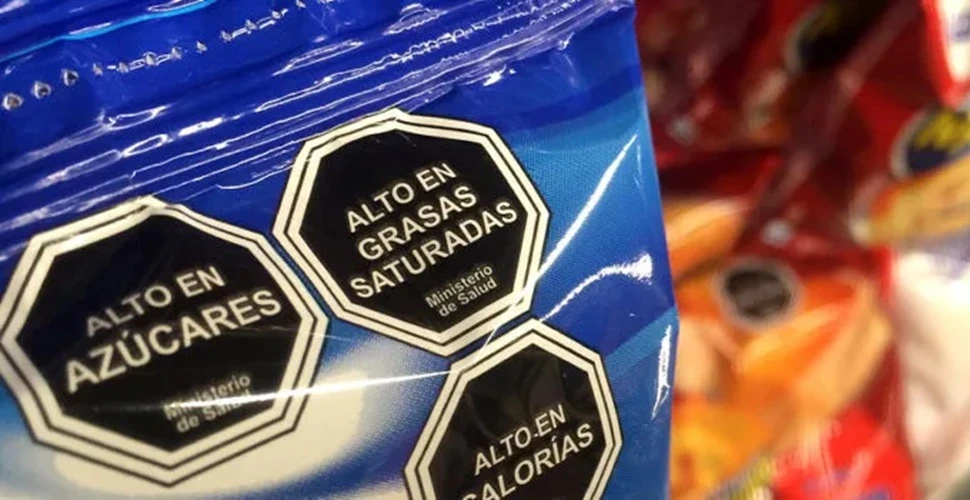 ALTO EN
GRASAS
SATURADAS
Ministerio
de Salud
ALTO EN
AZÚCARES
Ministerio
de Salud
ALTO EN
CALORÍAS